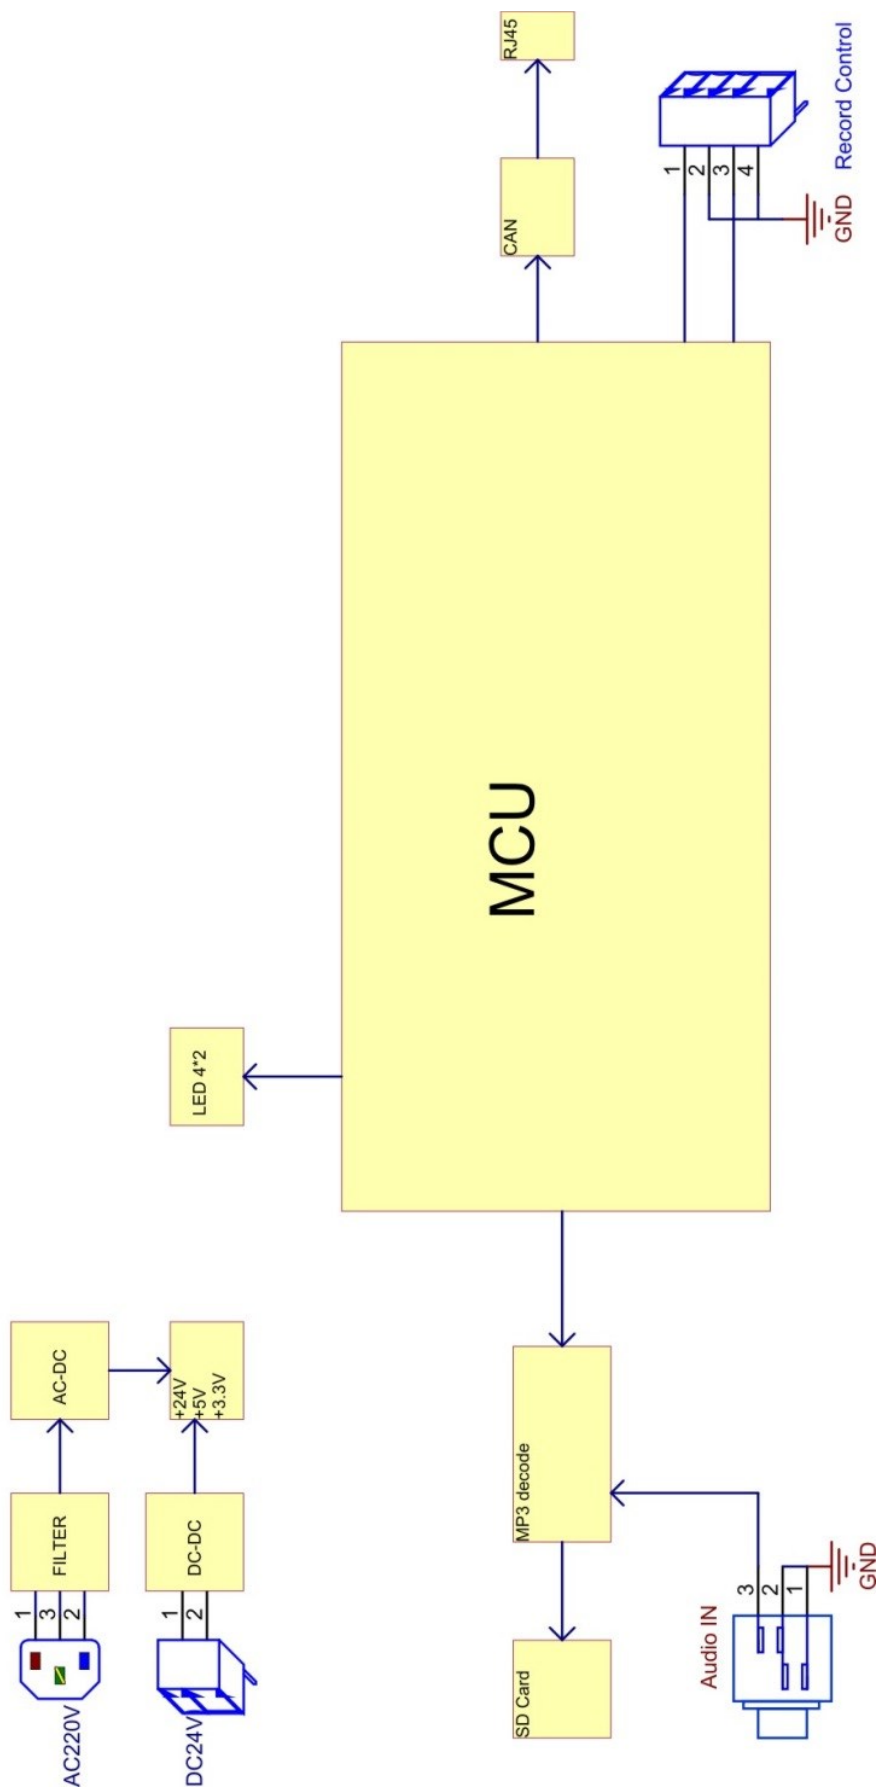 AC220V
1
3
2
FILTER
AC-DC
DC24V
1
2
DC-DC
+24V
+5V
+3.3V
LED 4*2
SD Card
MP3 decode
MCU
CAN
RJ45
Audio IN
3
2
1
GND
1
2
3
4
GND
Record Control